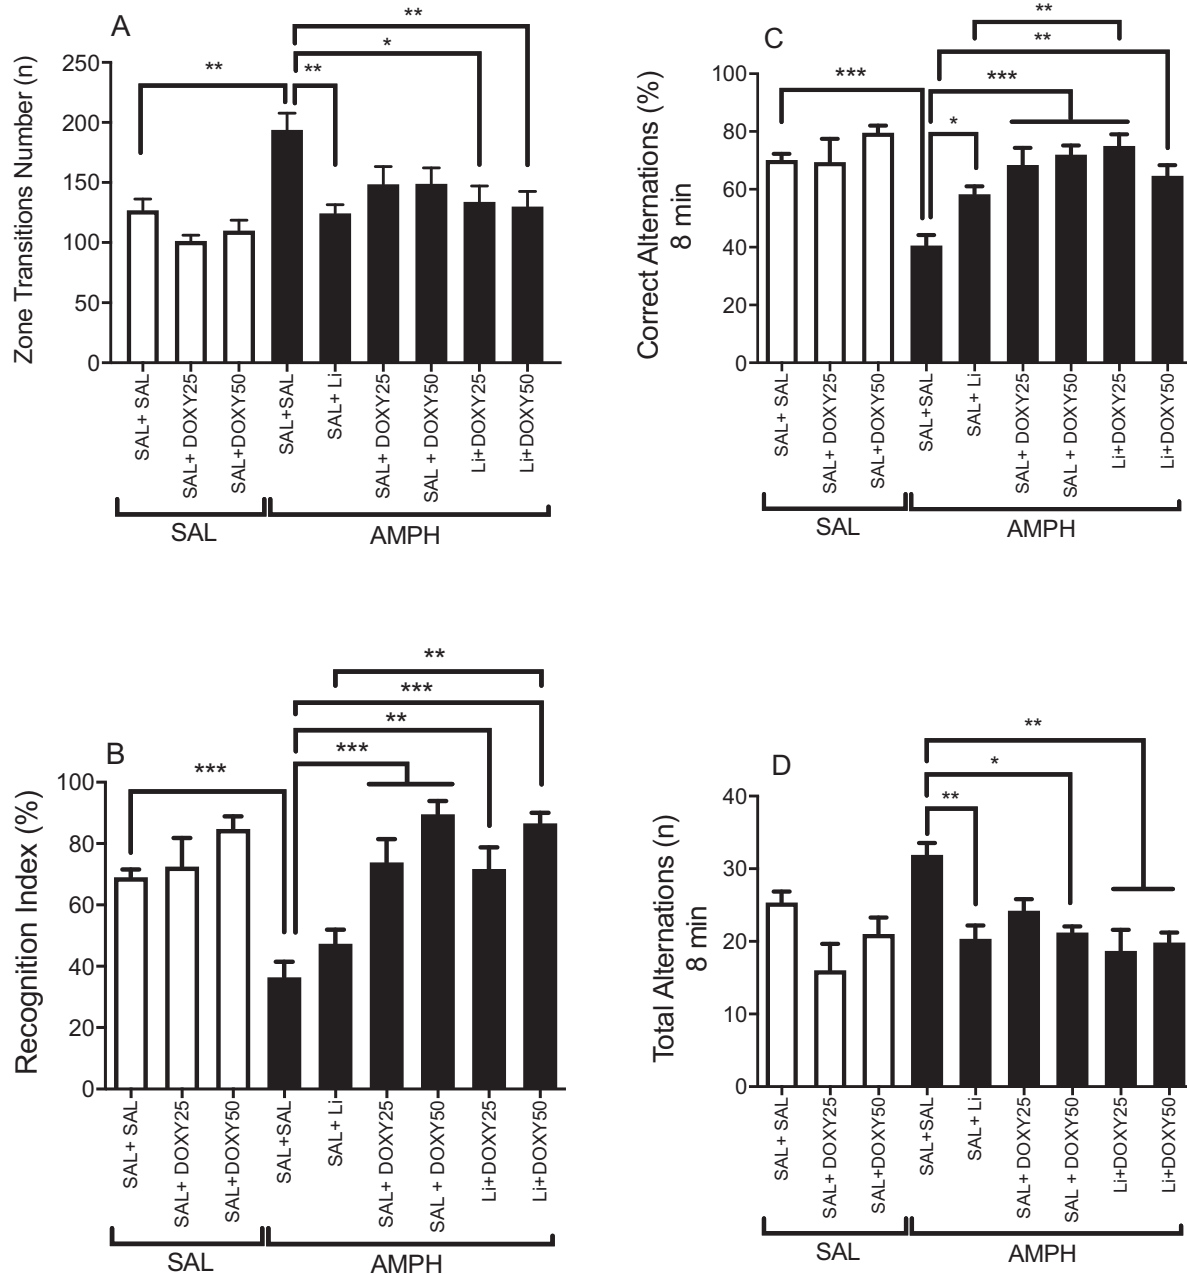 A
**
*
** **
Zone Transitions Number (n)
250
200
150
100
50
0
SAL+ SAL
SAL+ DOXY25
SAL+DOXY50
SAL+SAL
SAL+ Li
SAL+ DOXY25
SAL + DOXY50
Li+DOXY25
Li+DOXY50
SAL AMPH
C
**
**
*** ***
*
Correct Alternations (%)
8 min
100
80
60
40
20
0
SAL+ SAL
SAL+ DOXY25
SAL+DOXY50
SAL+SAL
SAL+ Li
SAL+ DOXY25
SAL + DOXY50
Li+DOXY25
Li+DOXY50
SAL AMPH
B
**
***
**
***
***
Recognition Index (%)
100
80
60
40
20
0
SAL+ SAL
SAL+ DOXY25
SAL+DOXY50
SAL+SAL
SAL+ Li
SAL+ DOXY25
SAL + DOXY50
Li+DOXY25
Li+DOXY50
SAL AMPH
D
**
*
**
Total Alternations (n)
8 min
40
30
20
10
0
SAL+ SAL
SAL+ DOXY25
SAL+DOXY50
SAL+SAL
SAL+ Li
SAL+ DOXY25
SAL + DOXY50
Li+DOXY25
Li+DOXY50
SAL AMPH